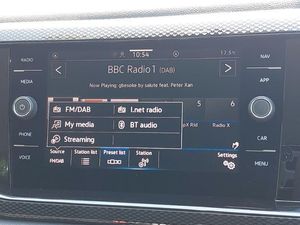 RADIO
10:54
12.5
BBC Radio 1 (DAB)
NAV
MEDIA
APP
Now Playing: gbesoke by salute feat. Peter Xan
FM/DAB
I.net radio
5
6
My media
BT audio
Radio X
PHONE
MENU
Streaming
VOICE
Source
FM/DAB
Station list
Preset list
Station
Settings